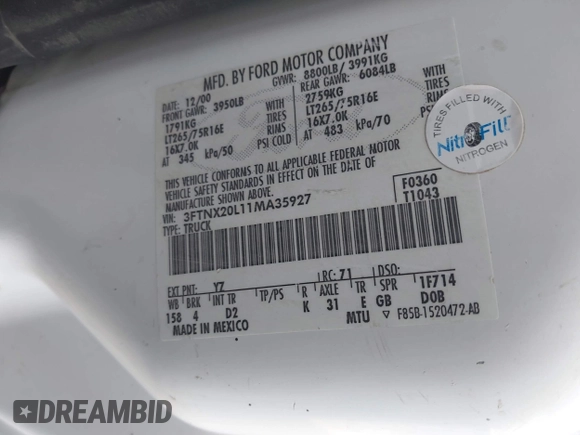 MFD. BY FORD MOTOR COMPANY
DATE: 12/00 GVWR: 8800LB/ 3991KG
FRONT GAWR: 3950LB REAR GAWR: 6084LB
1791KG WITH 2759KG WITH
LT265/75R16E TIRES LT265/75R16E TIRES
16X7.0K RIMS 16X7.0K RIMS
AT 345 kPa/50 PSI COLD AT 483 kPa/70 PSI COLD
THIS VEHICLE CONFORMS TO ALL APPLICABLE FEDERAL MOTOR
VEHICLE SAFETY STANDARDS IN EFFECT ON THE DATE
VIN: 3FTNX20L11MA35927 F0360
TYPE: TRUCK T1043
EXT PNT: Y7 RC: 71 DSO:
WB BRK INT TR TP/PS R AXLE TR SPR 1F714
158 4 D2 K 31 E GB DOB
MADE IN MEXICO MTU F85B-1520472-AB
TIRES FILLED WITH
NitroFill
NITROGEN
DREAMBID